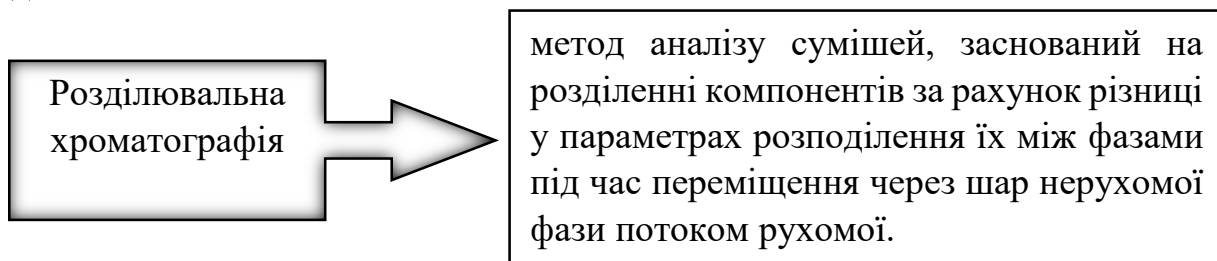 Розділювальна
хроматографія
метод аналізу сумішей, заснований на
розділенні компонентів за рахунок різниці
у параметрах розподілення їх між фазами
під час переміщення через шар нерухомої
фази потоком рухомої.